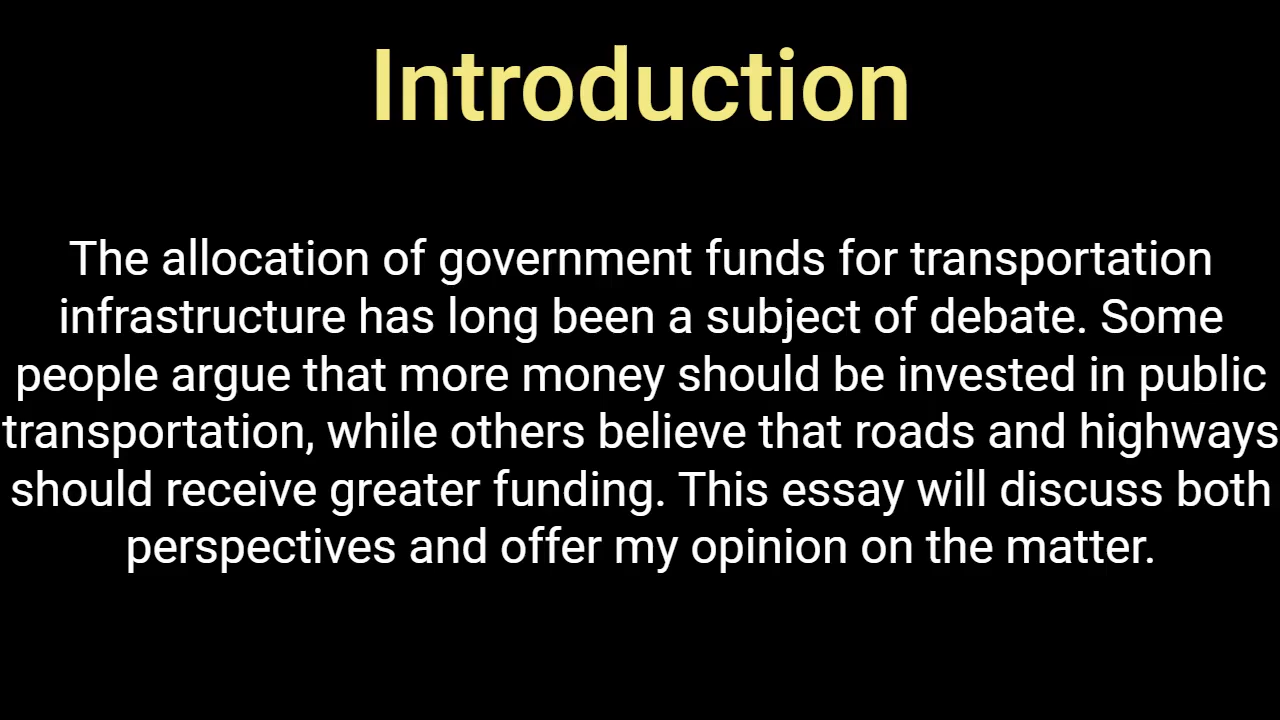 Introduction
The allocation of government funds for transportation
infrastructure has long been a subject of debate. Some
people argue that more money should be invested in public
transportation, while others believe that roads and highways
should receive greater funding. This essay will discuss both
perspectives and offer my opinion on the matter.